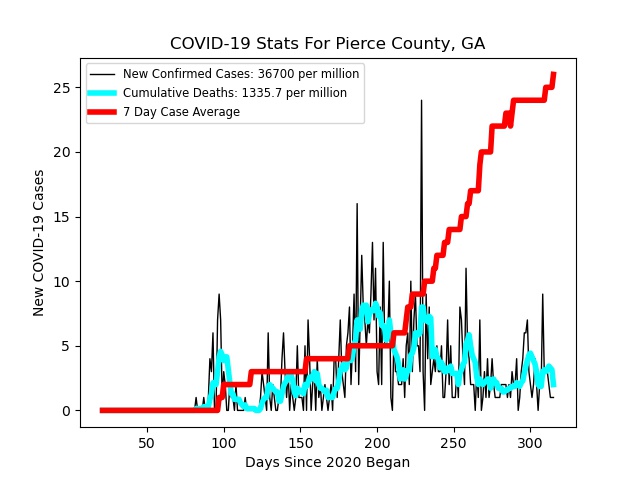 COVID-19 Stats For Pierce County, GA
New Confirmed Cases: 36700 per million
Cumulative Deaths: 1335.7 per million
7 Day Case Average
New COVID-19 Cases
25
20
15
10
5
0
50 100 150 200 250 300
Days Since 2020 Began